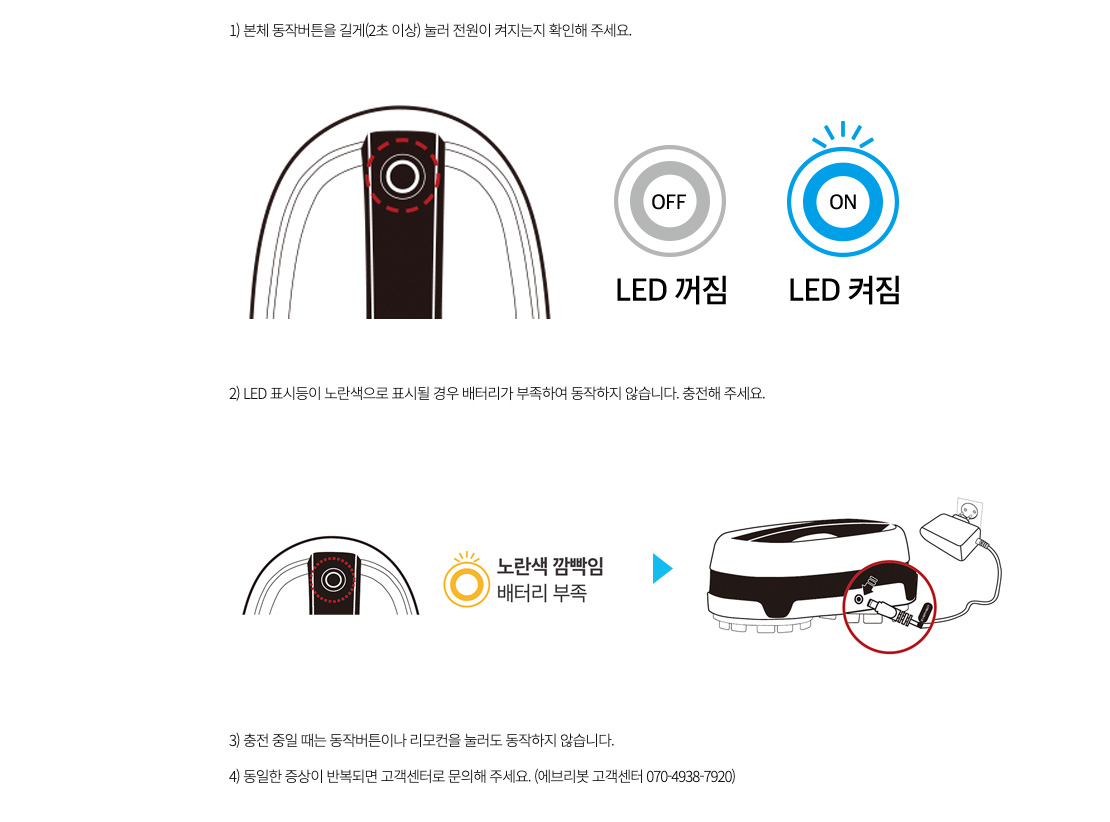 1) 본체 동작버튼을 길게(2초 이상) 눌러 전원이 켜지는지 확인해 주세요.
OFF
ON
LED 꺼짐
LED 켜짐
2) LED 표시등이 노란색으로 표시될 경우 배터리가 부족하여 동작하지 않습니다. 충전해 주세요.
노란색 깜빡임
배터리 부족
3) 충전 중일 때는 동작버튼이나 리모컨을 눌러도 동작하지 않습니다.
4) 동일한 증상이 반복되면 고객센터로 문의해 주세요. (에브리봇 고객센터 070-4938-7920)